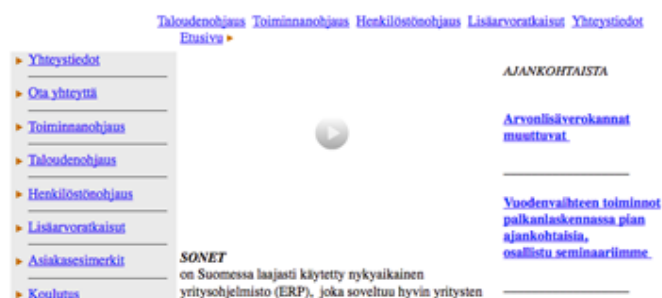 Taloudenohjaus Toiminnanohjaus Henkilöstönohjaus Lisäarvoratkaisut Yhteystiedot
Etusivu
Yhteystiedot
Ota yhteyttä
Toiminnanohjaus
Taloudenohjaus
Henkilöstönohjaus
Lisäarvoratkaisut
Asiakasesimerkit
Koulutus
SONET
on Suomessa laajasti käytetty nykyaikainen
yritysohjelmisto (ERP), joka soveltuu hyvin yritysten
AJANKOHTAISTA
Arvonlisäverokannat
muuttuvat
Vuodenvaihteen toiminnot
palkanlaskennassa pian
ajankohtaisia,
osallistu seminaariimme